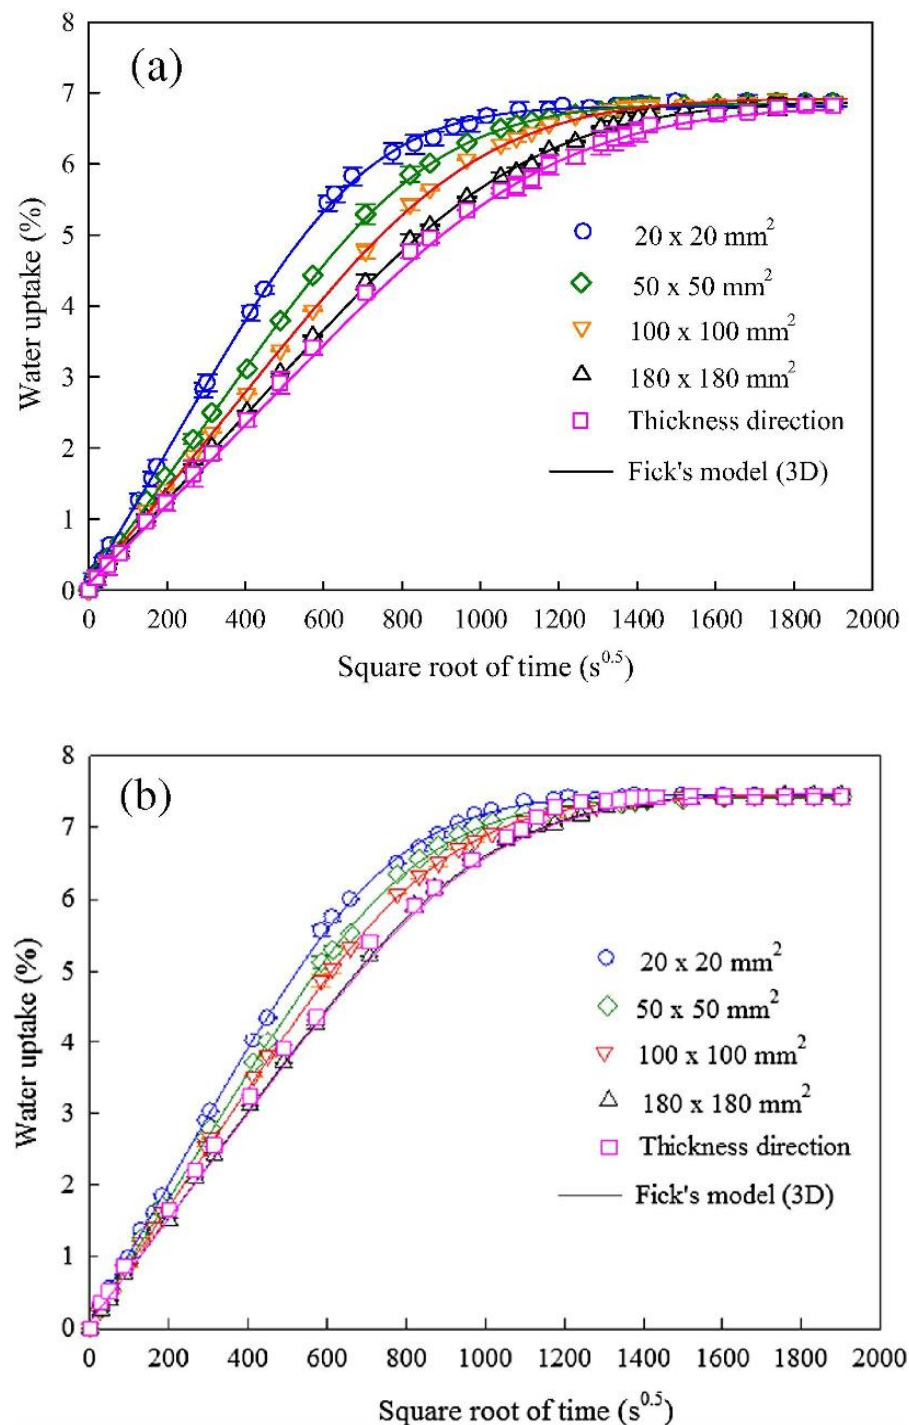 8
(a)
7
6
5
4
3
2
1
0
Water uptake (%)
20 x 20 mm²
50 x 50 mm²
100 x 100 mm²
180 x 180 mm²
Thickness direction
Fick's model (3D)
0 200 400 600 800 1000 1200 1400 1600 1800 2000
Square root of time (s⁰·⁵)
8
(b)
7
6
5
4
3
2
1
0
Water uptake (%)
20 x 20 mm²
50 x 50 mm²
100 x 100 mm²
180 x 180 mm²
Thickness direction
Fick's model (3D)
0 200 400 600 800 1000 1200 1400 1600 1800 2000
Square root of time (s⁰·⁵)